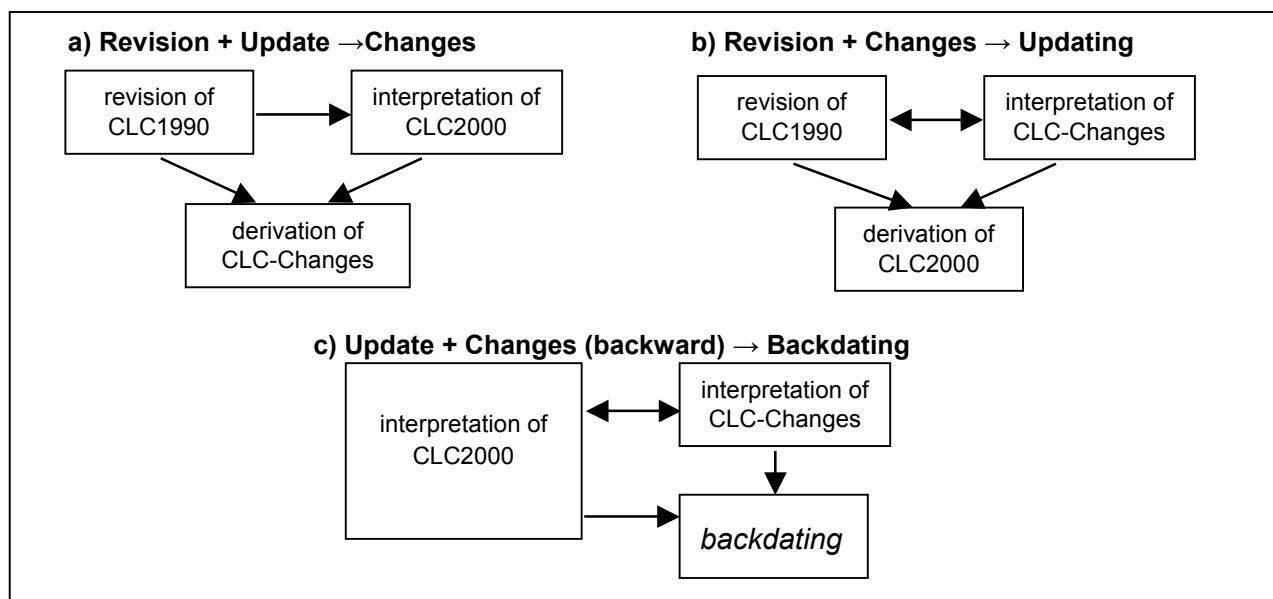 a) Revision + Update →Changes
revision of
CLC1990
interpretation of
CLC2000
derivation of
CLC-Changes
b) Revision + Changes → Updating
revision of
CLC1990
interpretation of
CLC-Changes
derivation of
CLC2000
c) Update + Changes (backward) → Backdating
interpretation of
CLC2000
interpretation of
CLC-Changes
backdating